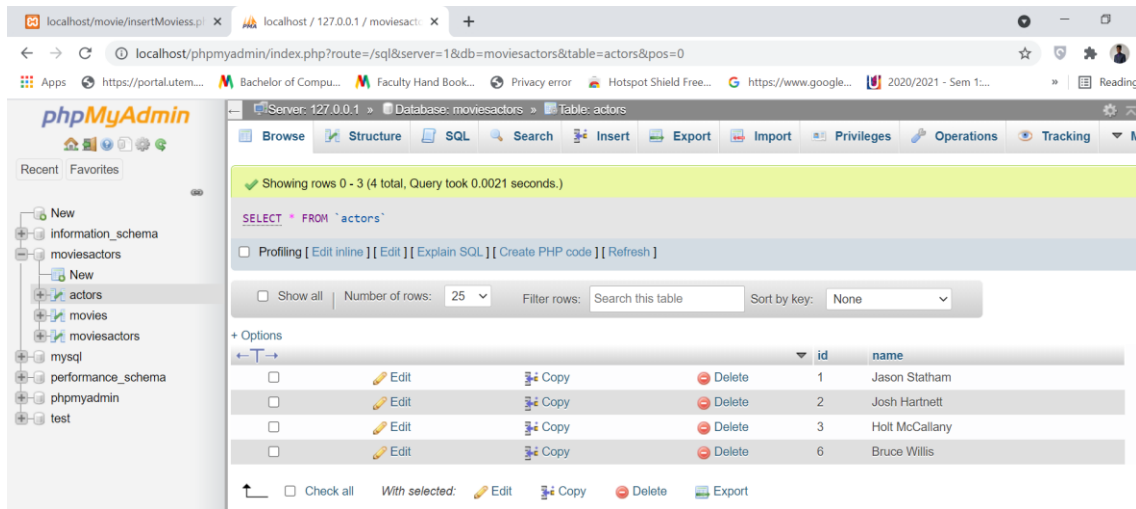 localhost/movie/insertMoviess.p
localhost / 127.0.0.1 / moviesact
localhost/phpmyadmin/index.php?route=/sql&server=1&db=moviesactors&table=actors&pos=0
Apps https://portal.utem.... Bachelor of Compu... Faculty Hand Book... Privacy error Hotspot Shield Free... https://www.google... 2020/2021 - Sem 1:... » Reading
phpMyAdmin
Recent Favorites
New
information_schema
moviesactors
New
actors
movies
moviesactors
mysql
performance_schema
phpmyadmin
test
Server: 127.0.0.1 » Database: moviesactors » Table: actors
Browse Structure SQL Search Insert Export Import Privileges Operations Tracking
Showing rows 0 - 3 (4 total, Query took 0.0021 seconds.)
SELECT * FROM `actors`
Profiling [ Edit inline ] [ Edit ] [ Explain SQL ] [ Create PHP code ] [ Refresh ]
Show all | Number of rows: 25 Filter rows: Search this table Sort by key: None
+ Options
←T→ id name
Edit Copy Delete 1 Jason Statham
Edit Copy Delete 2 Josh Hartnett
Edit Copy Delete 3 Holt McCallany
Edit Copy Delete 6 Bruce Willis
Check all With selected: Edit Copy Delete Export